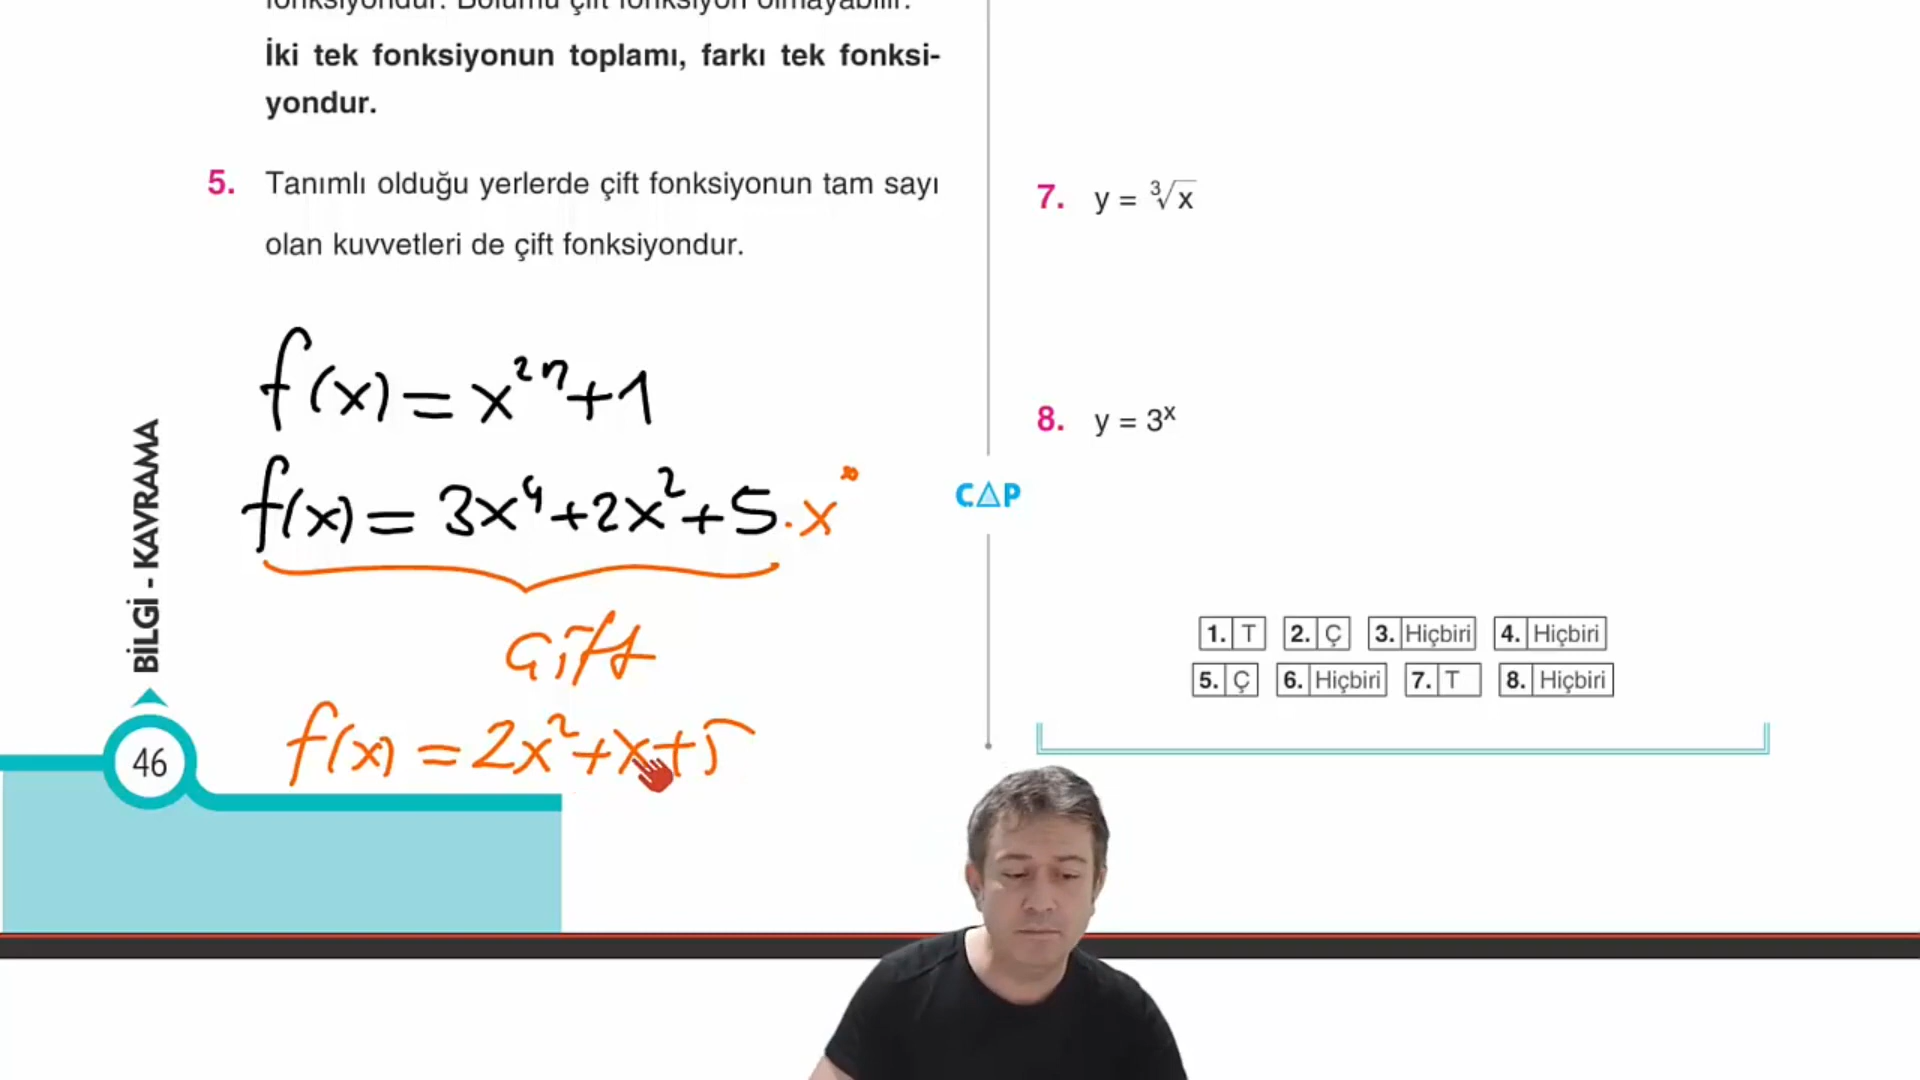 İki tek fonksiyonun toplamı, farkı tek fonksi-
yondur.
5. Tanımlı olduğu yerlerde çift fonksiyonun tam sayı
olan kuvvetleri de çift fonksiyondur.
f(x) = x²ⁿ+1
f(x) = 3x⁴+2x²+5.x⁰
Çift
f(x) = 2x²+x+5
BİLGİ - KAVRAMA
46
CAP
7. y = ³√x
8. y = 3ˣ
1. T 2. Ç 3. Hiçbiri 4. Hiçbiri
5. Ç 6. Hiçbiri 7. T 8. Hiçbiri